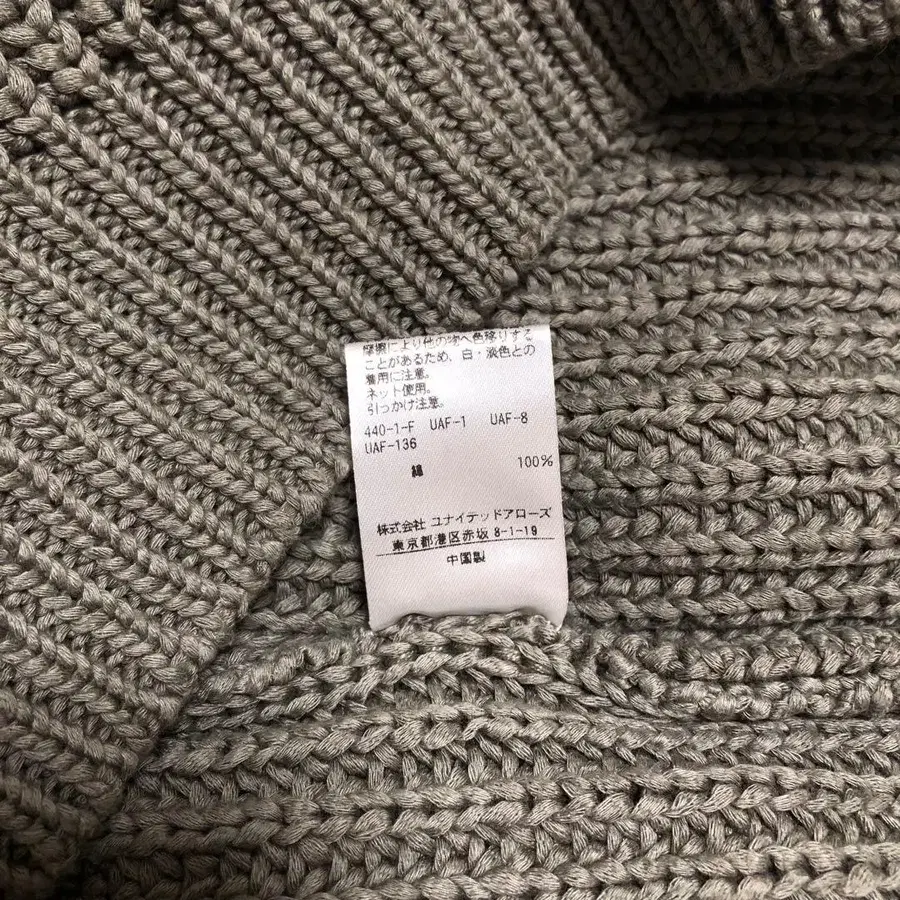 摩擦により他の物へ色移りする
ことがあるため、白・淡色との
着用に注意。
ネット使用。
引っかけ注意。
440-1-F UAF-1 UAF-8
UAF-136
綿 100%
株式会社 ユナイテッドアローズ
東京都港区赤坂 8-1-19
中国製